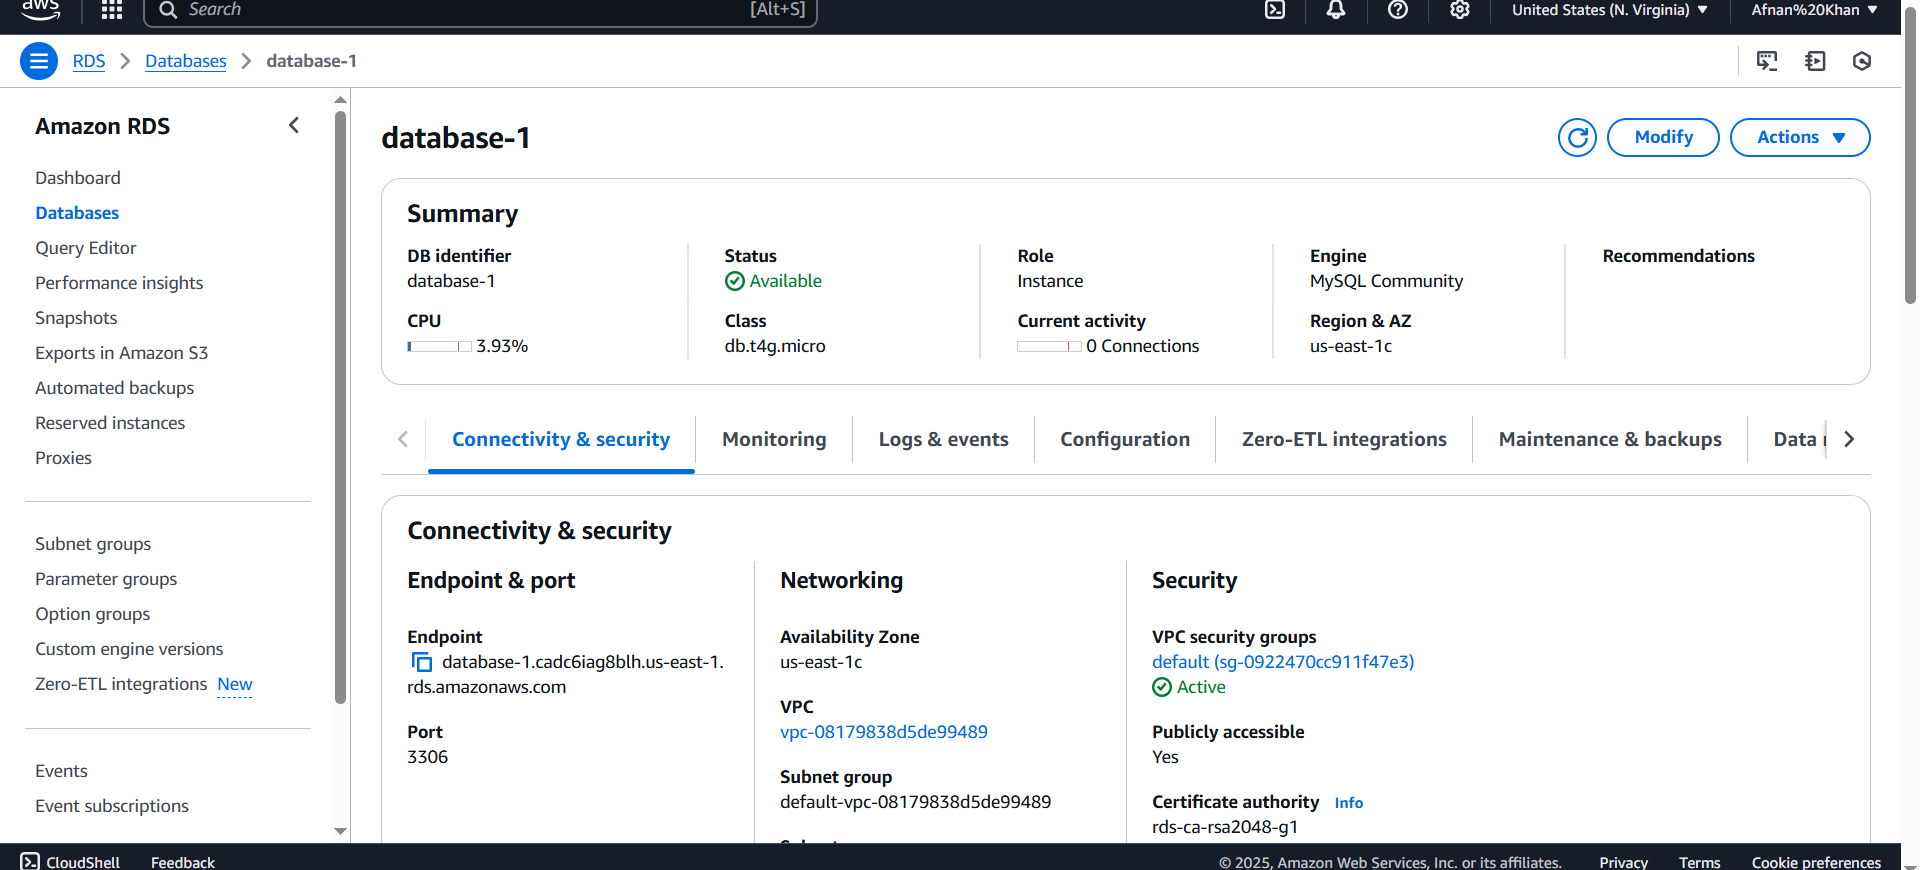 aws
Search
[Alt+S]
United States (N. Virginia)
Afnan%20Khan
RDS
Databases
database-1
Amazon RDS
Dashboard
Databases
Query Editor
Performance insights
Snapshots
Exports in Amazon S3
Automated backups
Reserved instances
Proxies
Subnet groups
Parameter groups
Option groups
Custom engine versions
Zero-ETL integrations New
Events
Event subscriptions
database-1
Modify
Actions
Summary
DB identifier
database-1
CPU
3.93%
Status
Available
Class
db.t4g.micro
Role
Instance
Current activity
0 Connections
Engine
MySQL Community
Region & AZ
us-east-1c
Recommendations
Connectivity & security
Monitoring
Logs & events
Configuration
Zero-ETL integrations
Maintenance & backups
Data
Connectivity & security
Endpoint & port
Endpoint
database-1.cadc6iag8blh.us-east-1.
rds.amazonaws.com
Port
3306
Networking
Availability Zone
us-east-1c
VPC
vpc-08179838d5de99489
Subnet group
default-vpc-08179838d5de99489
Security
VPC security groups
default (sg-0922470cc911f47e3)
Active
Publicly accessible
Yes
Certificate authority Info
rds-ca-rsa2048-g1
CloudShell
Feedback
© 2025, Amazon Web Services, Inc. or its affiliates.
Privacy
Terms
Cookie preferences